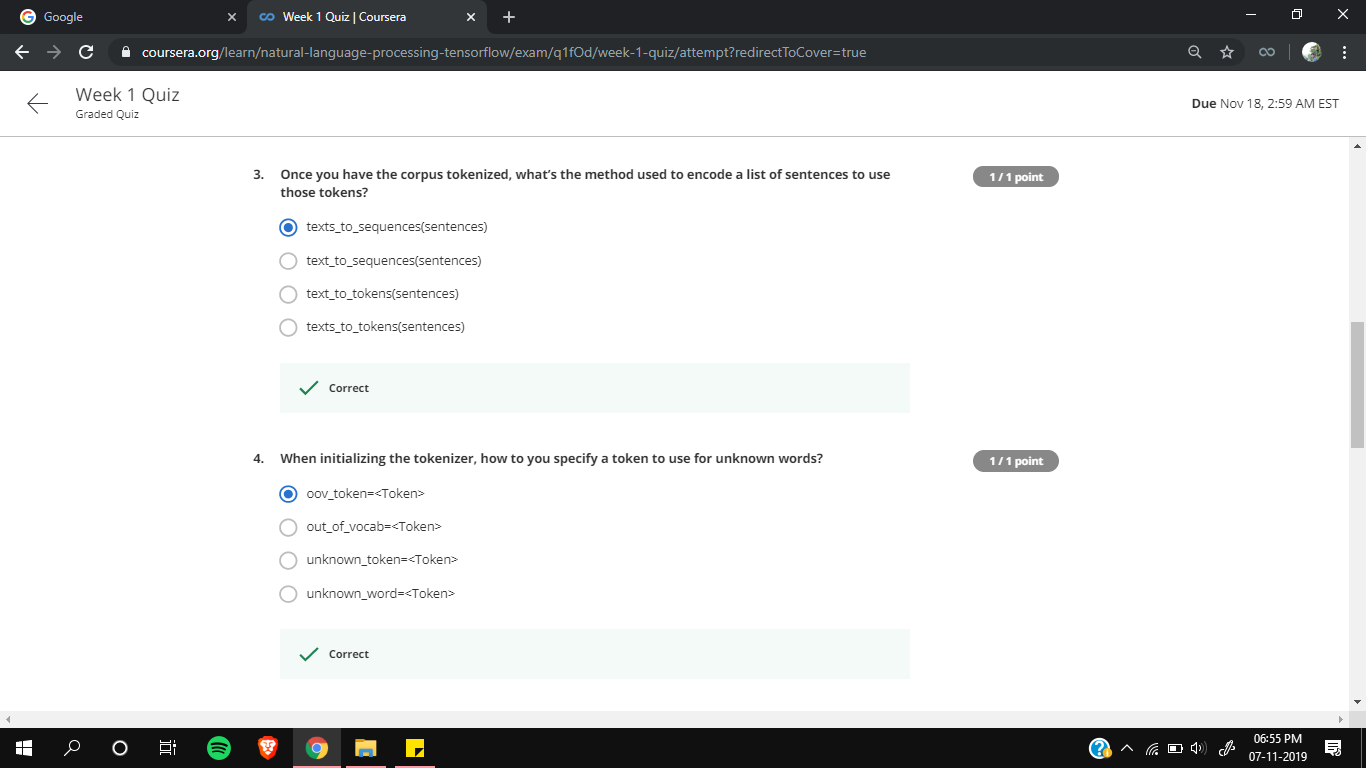 Google
Week 1 Quiz | Coursera
coursera.org/learn/natural-language-processing-tensorflow/exam/q1fOd/week-1-quiz/attempt?redirectToCover=true
Week 1 Quiz
Graded Quiz
Due Nov 18, 2:59 AM EST
3. Once you have the corpus tokenized, what's the method used to encode a list of sentences to use
those tokens?
1 / 1 point
texts_to_sequences(sentences)
text_to_sequences(sentences)
text_to_tokens(sentences)
texts_to_tokens(sentences)
Correct
4. When initializing the tokenizer, how to you specify a token to use for unknown words?
1 / 1 point
oov_token=<Token>
out_of_vocab=<Token>
unknown_token=<Token>
unknown_word=<Token>
Correct
06:55 PM
07-11-2019